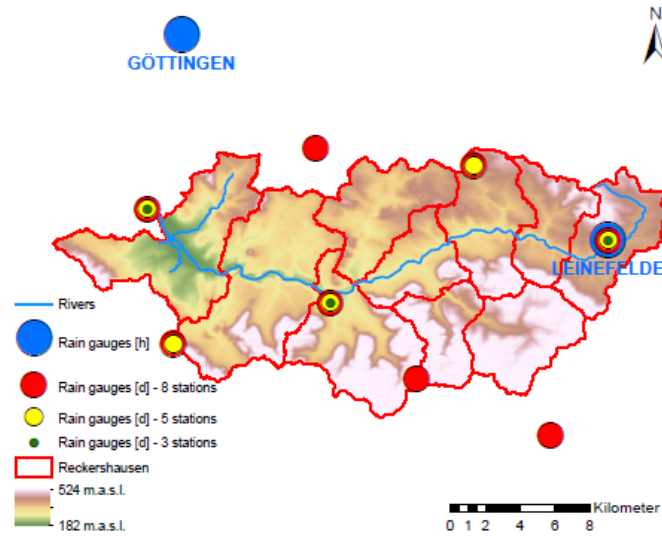 N
GÖTTINGEN
LEINEFELDE
Rivers
Rain gauges [h]
Rain gauges [d] - 8 stations
Rain gauges [d] - 5 stations
Rain gauges [d] - 3 stations
Reckershausen
524 m.a.s.l.
182 m.a.s.l.
Kilometer
0 1 2 4 6 8